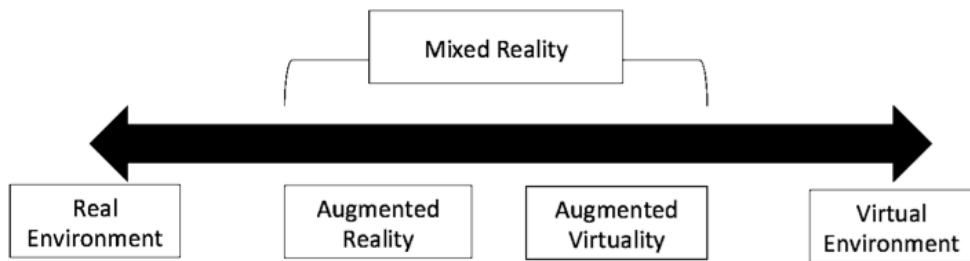 Mixed Reality
Real
Environment
Augmented
Reality
Augmented
Virtuality
Virtual
Environment